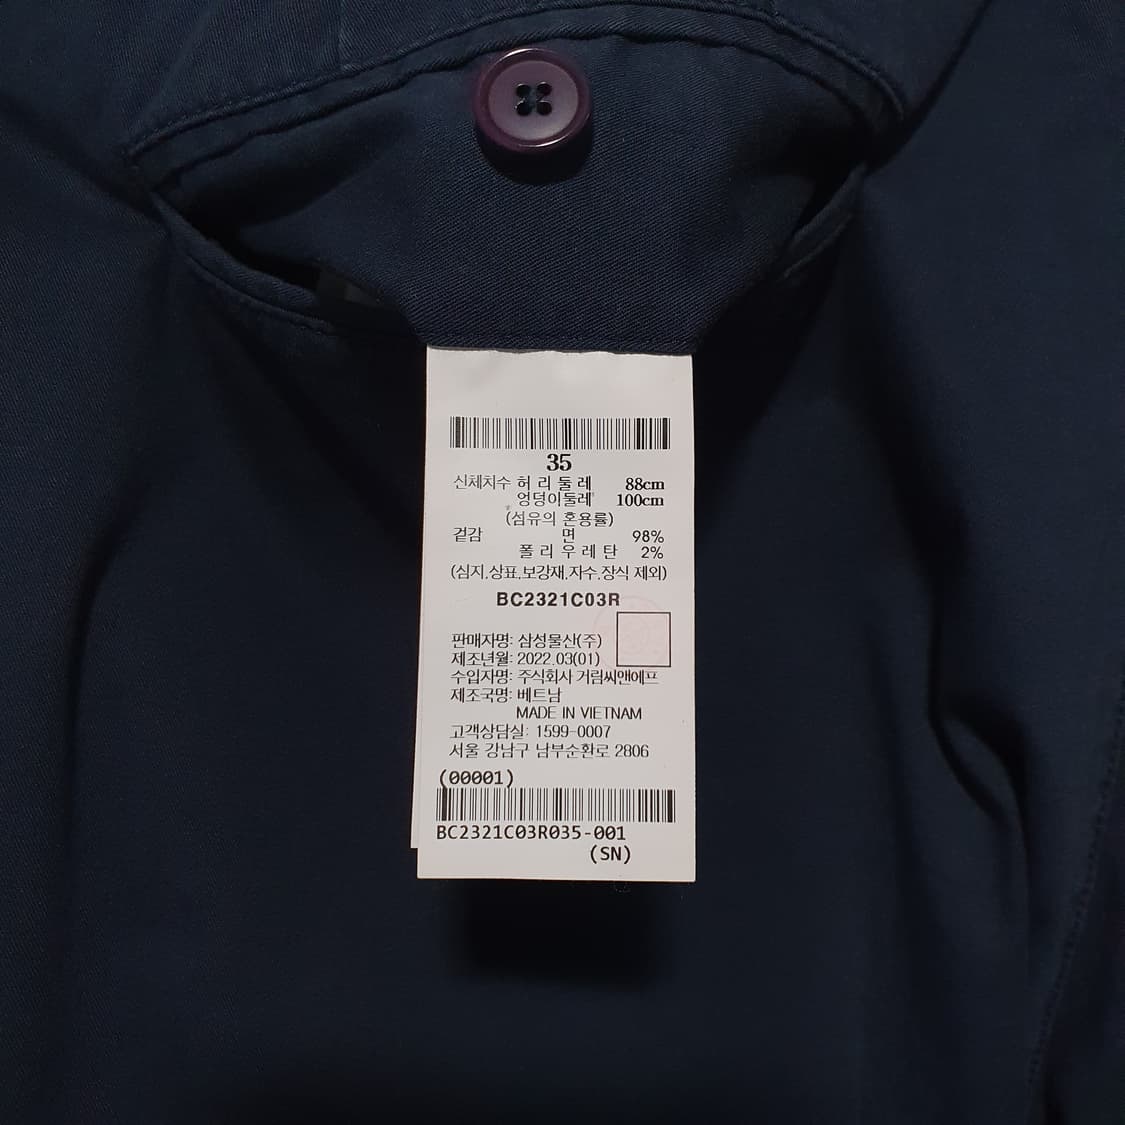 35
신체치수 허 리 둘 레 88cm
엉덩이둘레 100cm
(섬유의 혼용률)
겉감 면 98%
폴 리 우 레 탄 2%
(심지,상표,보강재,자수,장식 제외)
BC2321C03R
판매자명: 삼성물산(주)
제조년월: 2022.03(01)
수입자명: 주식회사 거림씨앤에프
제조국명: 베트남
MADE IN VIETNAM
고객상담실: 1599-0007
서울 강남구 남부순환로 2806
(00001)
BC2321C03R035-001
(SN)